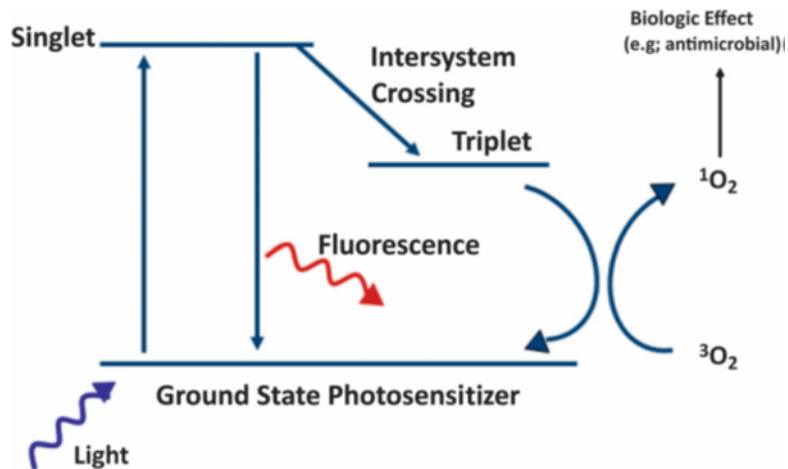 Biologic Effect
(e.g; antimicrobial)(
Singlet
Intersystem
Crossing
Triplet
¹O₂
Fluorescence
³O₂
Ground State Photosensitizer
Light